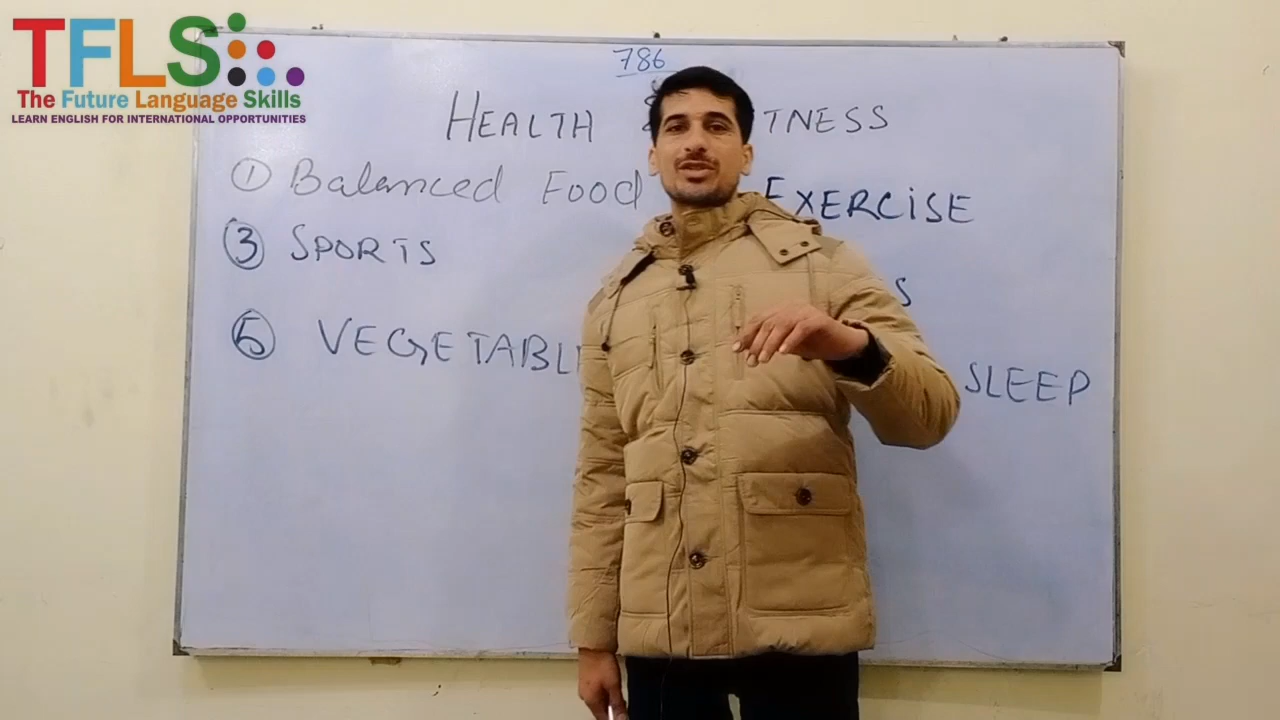 TFLS
The Future Language Skills
LEARN ENGLISH FOR INTERNATIONAL OPPORTUNITIES
786
HEALTH & TNESS
① Balanced Food EXERCISE
③ SPORTS S
⑤ VEGETABL SLEEP